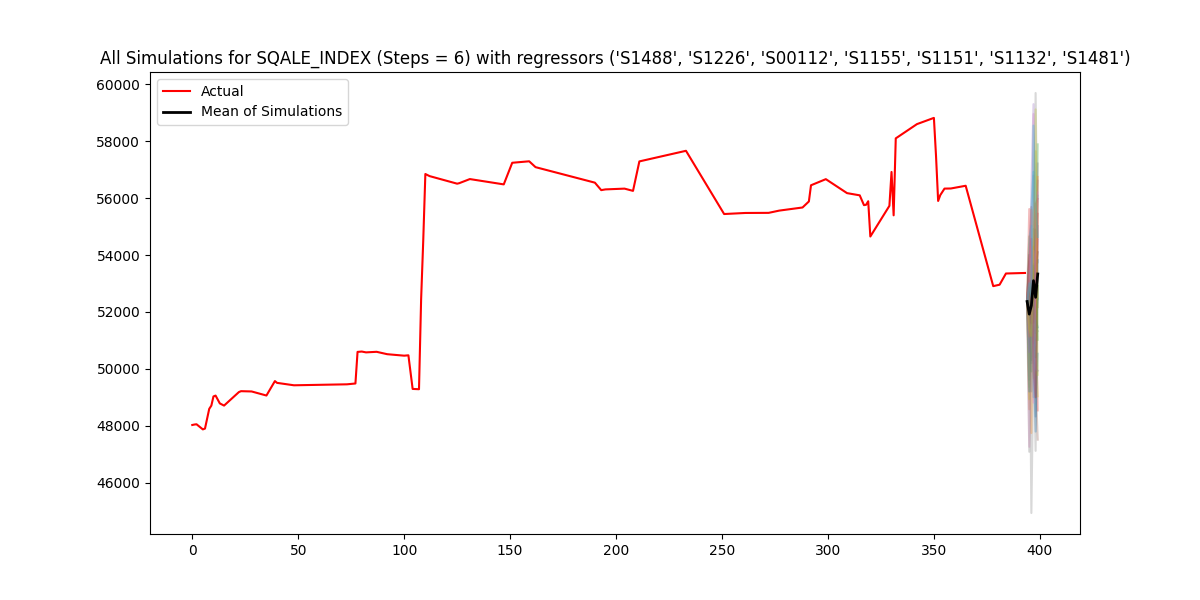 All Simulations for SQALE_INDEX (Steps = 6) with regressors ('S1488', 'S1226', 'S00112', 'S1155', 'S1151', 'S1132', 'S1481')
Actual
Mean of Simulations
60000
58000
56000
54000
52000
50000
48000
46000
0 50 100 150 200 250 300 350 400